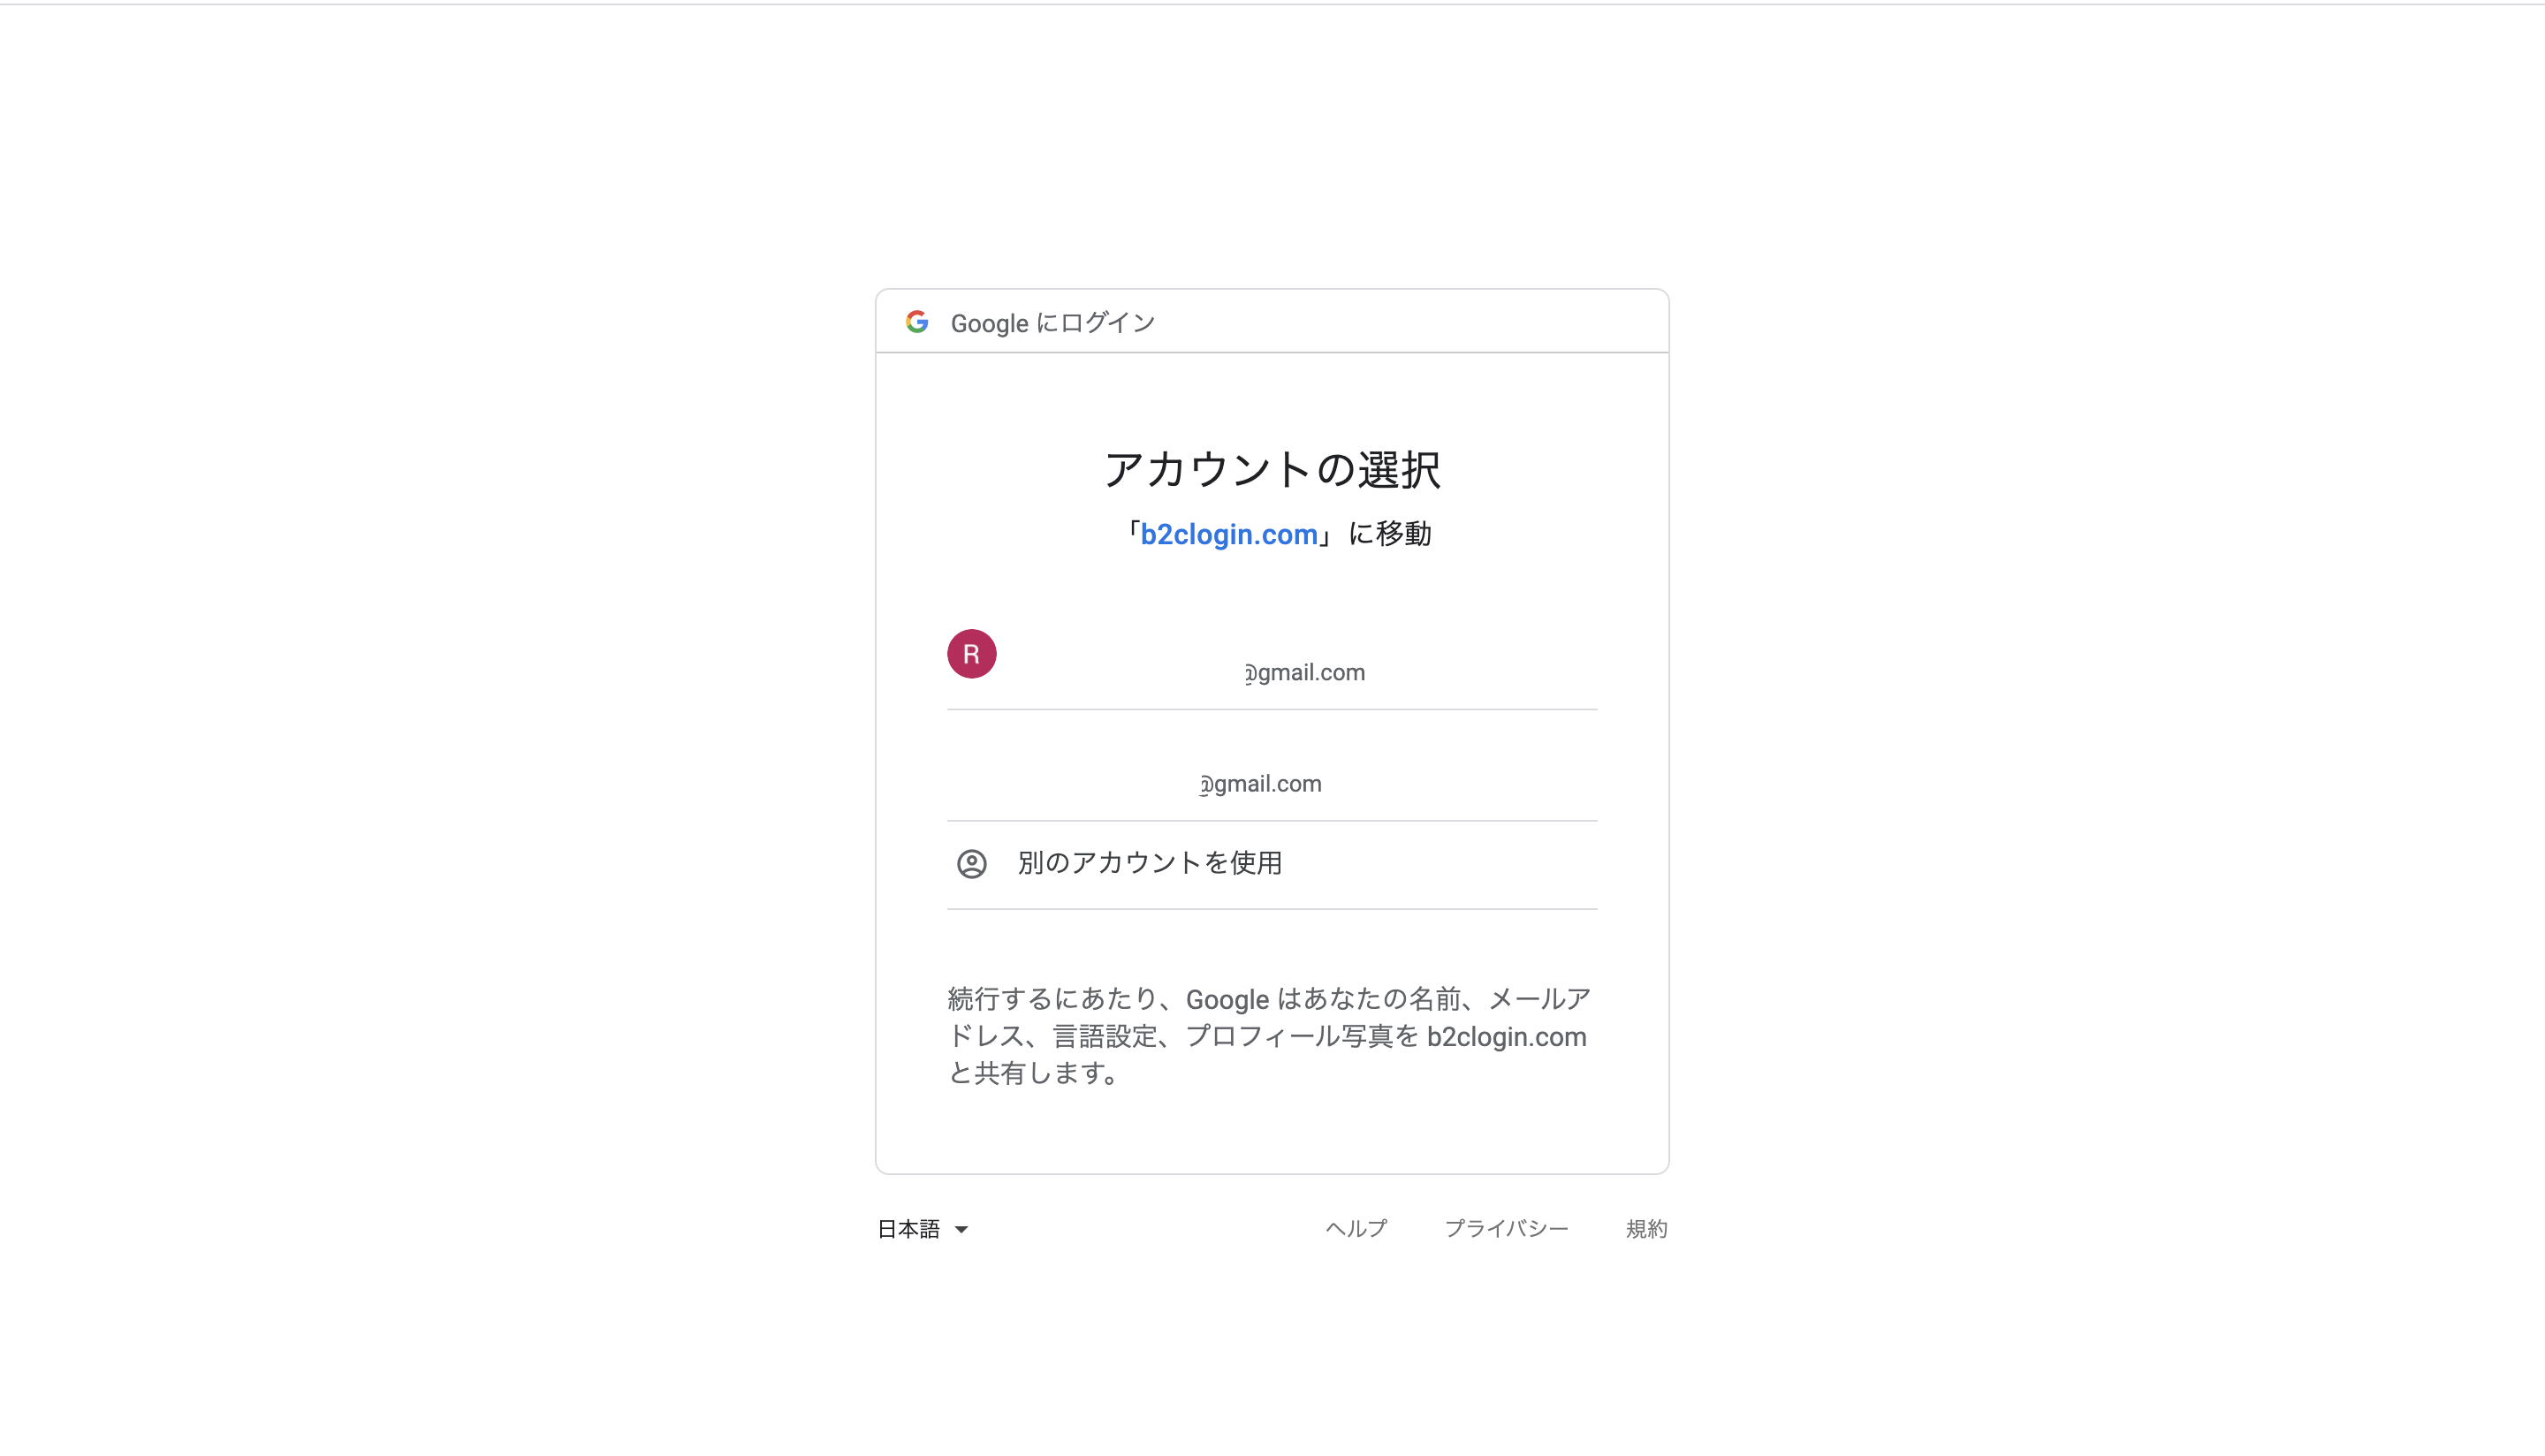 Google にログイン
アカウントの選択
「b2clogin.com」に移動
R
@gmail.com
@gmail.com
別のアカウントを使用
続行するにあたり、Google はあなたの名前、メールア
ドレス、言語設定、プロフィール写真を b2clogin.com
と共有します。
日本語 ヘルプ プライバシー 規約